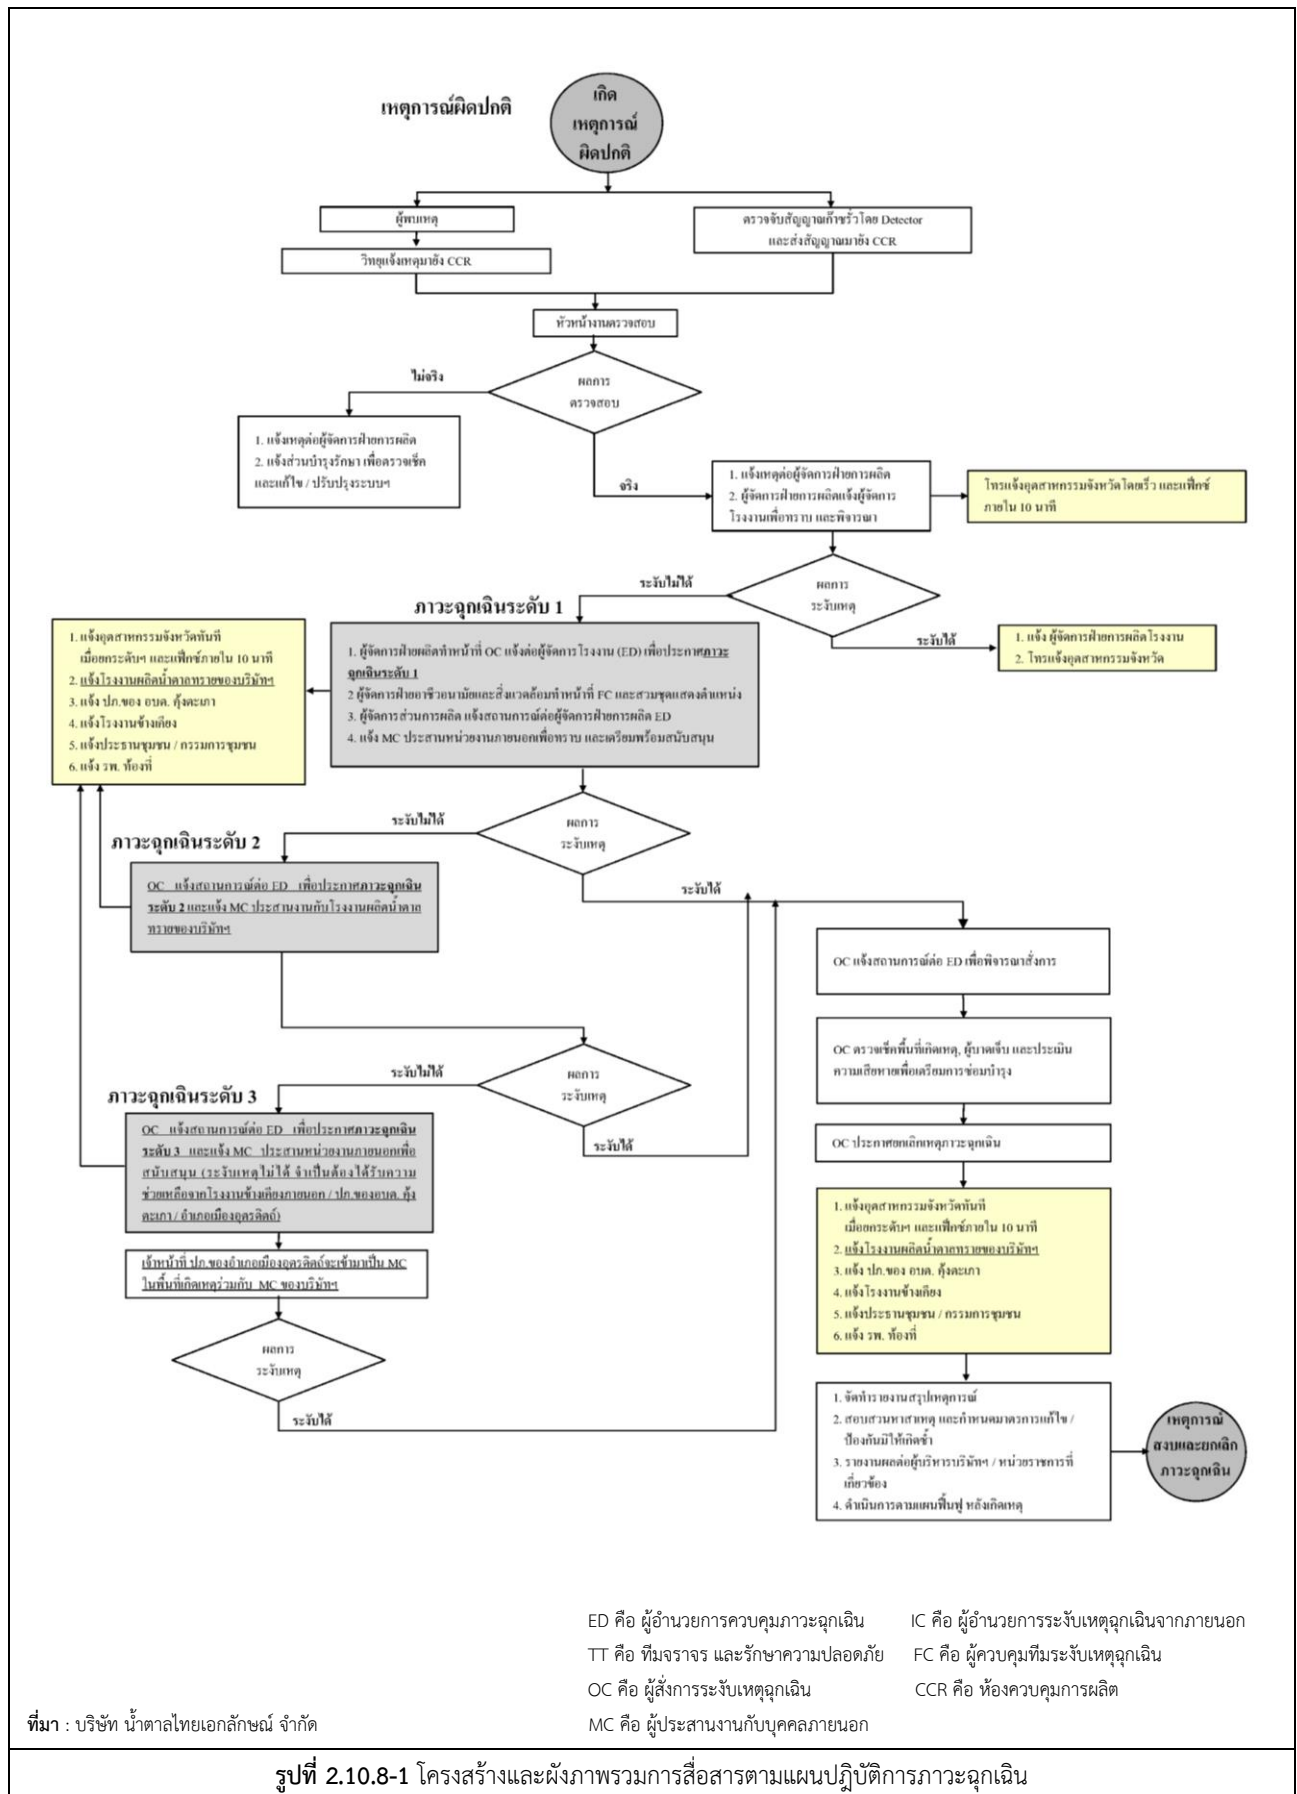 เหตุการณ์ผิดปกติ
เกิด
เหตุการณ์
ผิดปกติ
ผู้พบเหตุ
ตรวจจับสัญญาณก๊าซรั่วโดย Detector
และส่งสัญญาณมายัง CCR
วิทยุแจ้งเหตุมายัง CCR
หัวหน้างานตรวจสอบ
ผลการ
ตรวจสอบ
ไม่จริง
1. แจ้งเหตุต่อผู้จัดการฝ่ายการผลิต
2. แจ้งส่วนบำรุงรักษา เพื่อตรวจเช็ค
และแก้ไข / ปรับปรุงระบบฯ
จริง
1. แจ้งเหตุต่อผู้จัดการฝ่ายการผลิต
2. ผู้จัดการฝ่ายการผลิตแจ้งผู้จัดการ
โรงงานเพื่อทราบ และพิจารณา
โทรแจ้งอุตสาหกรรมจังหวัดโดยเร็ว และแฟ็กซ์
ภายใน 10 นาที
ผลการ
ระงับเหตุ
ระงับไม่ได้
ระงับได้
1. แจ้ง ผู้จัดการฝ่ายการผลิตโรงงาน
2. โทรแจ้งอุตสาหกรรมจังหวัด
ภาวะฉุกเฉินระดับ 1
1. ผู้จัดการฝ่ายผลิตทำหน้าที่ OC แจ้งต่อผู้จัดการโรงงาน (ED) เพื่อประกาศภาวะ
ฉุกเฉินระดับ 1
2 ผู้จัดการฝ่ายอาชีวอนามัยและสิ่งแวดล้อมทำหน้าที่ FC และสวมชุดแสดงตำแหน่ง
3. ผู้จัดการส่วนการผลิต แจ้งสถานการณ์ต่อผู้จัดการฝ่ายการผลิต ED
4. แจ้ง MC ประสานหน่วยงานภายนอกเพื่อทราบ และเตรียมพร้อมสนับสนุน
1. แจ้งอุตสาหกรรมจังหวัดทันที
เมื่อยกระดับฯ และแฟ็กซ์ภายใน 10 นาที
2. แจ้งโรงงานผลิตน้ำตาลทรายของบริษัทฯ
3. แจ้ง ปภ.ของ อบต. คุ้งตะเภา
4. แจ้งโรงงานข้างเคียง
5. แจ้งประธานชุมชน / กรรมการชุมชน
6. แจ้ง รพ. ท้องที่
ผลการ
ระงับเหตุ
ระงับไม่ได้
ระงับได้
ภาวะฉุกเฉินระดับ 2
OC แจ้งสถานการณ์ต่อ ED เพื่อประกาศภาวะฉุกเฉิน
ระดับ 2 และแจ้ง MC ประสานงานกับโรงงานผลิตน้ำตาล
ทรายของบริษัทฯ
ผลการ
ระงับเหตุ
ระงับไม่ได้
ระงับได้
ภาวะฉุกเฉินระดับ 3
OC แจ้งสถานการณ์ต่อ ED เพื่อประกาศภาวะฉุกเฉิน
ระดับ 3 และแจ้ง MC ประสานหน่วยงานภายนอกเพื่อ
สนับสนุน (ระงับเหตุไม่ได้ จำเป็นต้องได้รับความ
ช่วยเหลือจากโรงงานข้างเคียงภายนอก / ปภ.ของอบต. คุ้ง
ตะเภา / อำเภอเมืองอุตรดิตถ์)
เจ้าหน้าที่ ปภ.ของอำเภอเมืองอุตรดิตถ์จะเข้ามาเป็น MC
ในพื้นที่เกิดเหตุร่วมกับ MC ของบริษัทฯ
ผลการ
ระงับเหตุ
ระงับได้
OC แจ้งสถานการณ์ต่อ ED เพื่อพิจารณาสั่งการ
OC ตรวจเช็คพื้นที่เกิดเหตุ, ผู้บาดเจ็บ และประเมิน
ความเสียหายเพื่อเตรียมการซ่อมบำรุง
OC ประกาศยกเลิกเหตุภาวะฉุกเฉิน
1. แจ้งอุตสาหกรรมจังหวัดทันที
เมื่อยกระดับฯ และแฟ็กซ์ภายใน 10 นาที
2. แจ้งโรงงานผลิตน้ำตาลทรายของบริษัทฯ
3. แจ้ง ปภ.ของ อบต. คุ้งตะเภา
4. แจ้งโรงงานข้างเคียง
5. แจ้งประธานชุมชน / กรรมการชุมชน
6. แจ้ง รพ. ท้องที่
1. จัดทำรายงานสรุปเหตุการณ์
2. สอบสวนหาสาเหตุ และกำหนดมาตรการแก้ไข /
ป้องกันมิให้เกิดซ้ำ
3. รายงานผลต่อผู้บริหารบริษัทฯ / หน่วยราชการที่
เกี่ยวข้อง
4. ดำเนินการตามแผนฟื้นฟู หลังเกิดเหตุ
เหตุการณ์
สงบและยกเลิก
ภาวะฉุกเฉิน
ED คือ ผู้อำนวยการควบคุมภาวะฉุกเฉิน IC คือ ผู้อำนวยการระงับเหตุฉุกเฉินจากภายนอก
TT คือ ทีมจราจร และรักษาความปลอดภัย FC คือ ผู้ควบคุมทีมระงับเหตุฉุกเฉิน
OC คือ ผู้สั่งการระงับเหตุฉุกเฉิน CCR คือ ห้องควบคุมการผลิต
ที่มา : บริษัท น้ำตาลไทยเอกลักษณ์ จำกัด MC คือ ผู้ประสานงานกับบุคคลภายนอก
รูปที่ 2.10.8-1 โครงสร้างและผังภาพรวมการสื่อสารตามแผนปฏิบัติการภาวะฉุกเฉิน